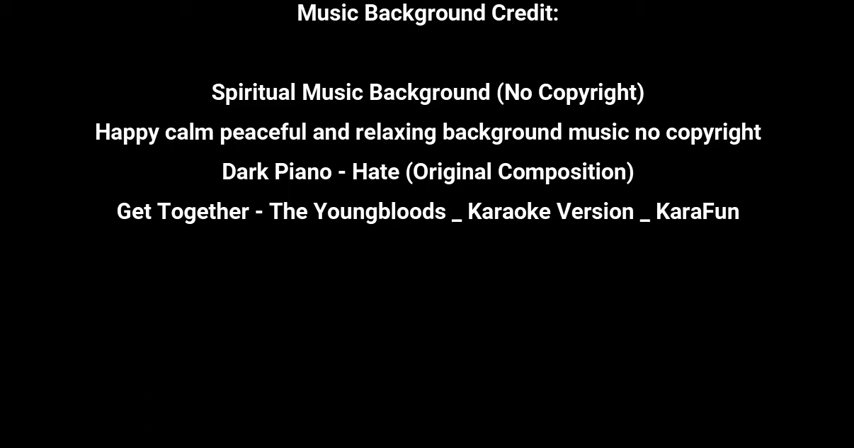 Music Background Credit:
Spiritual Music Background (No Copyright)
Happy calm peaceful and relaxing background music no copyright
Dark Piano - Hate (Original Composition)
Get Together - The Youngbloods _ Karaoke Version _ KaraFun